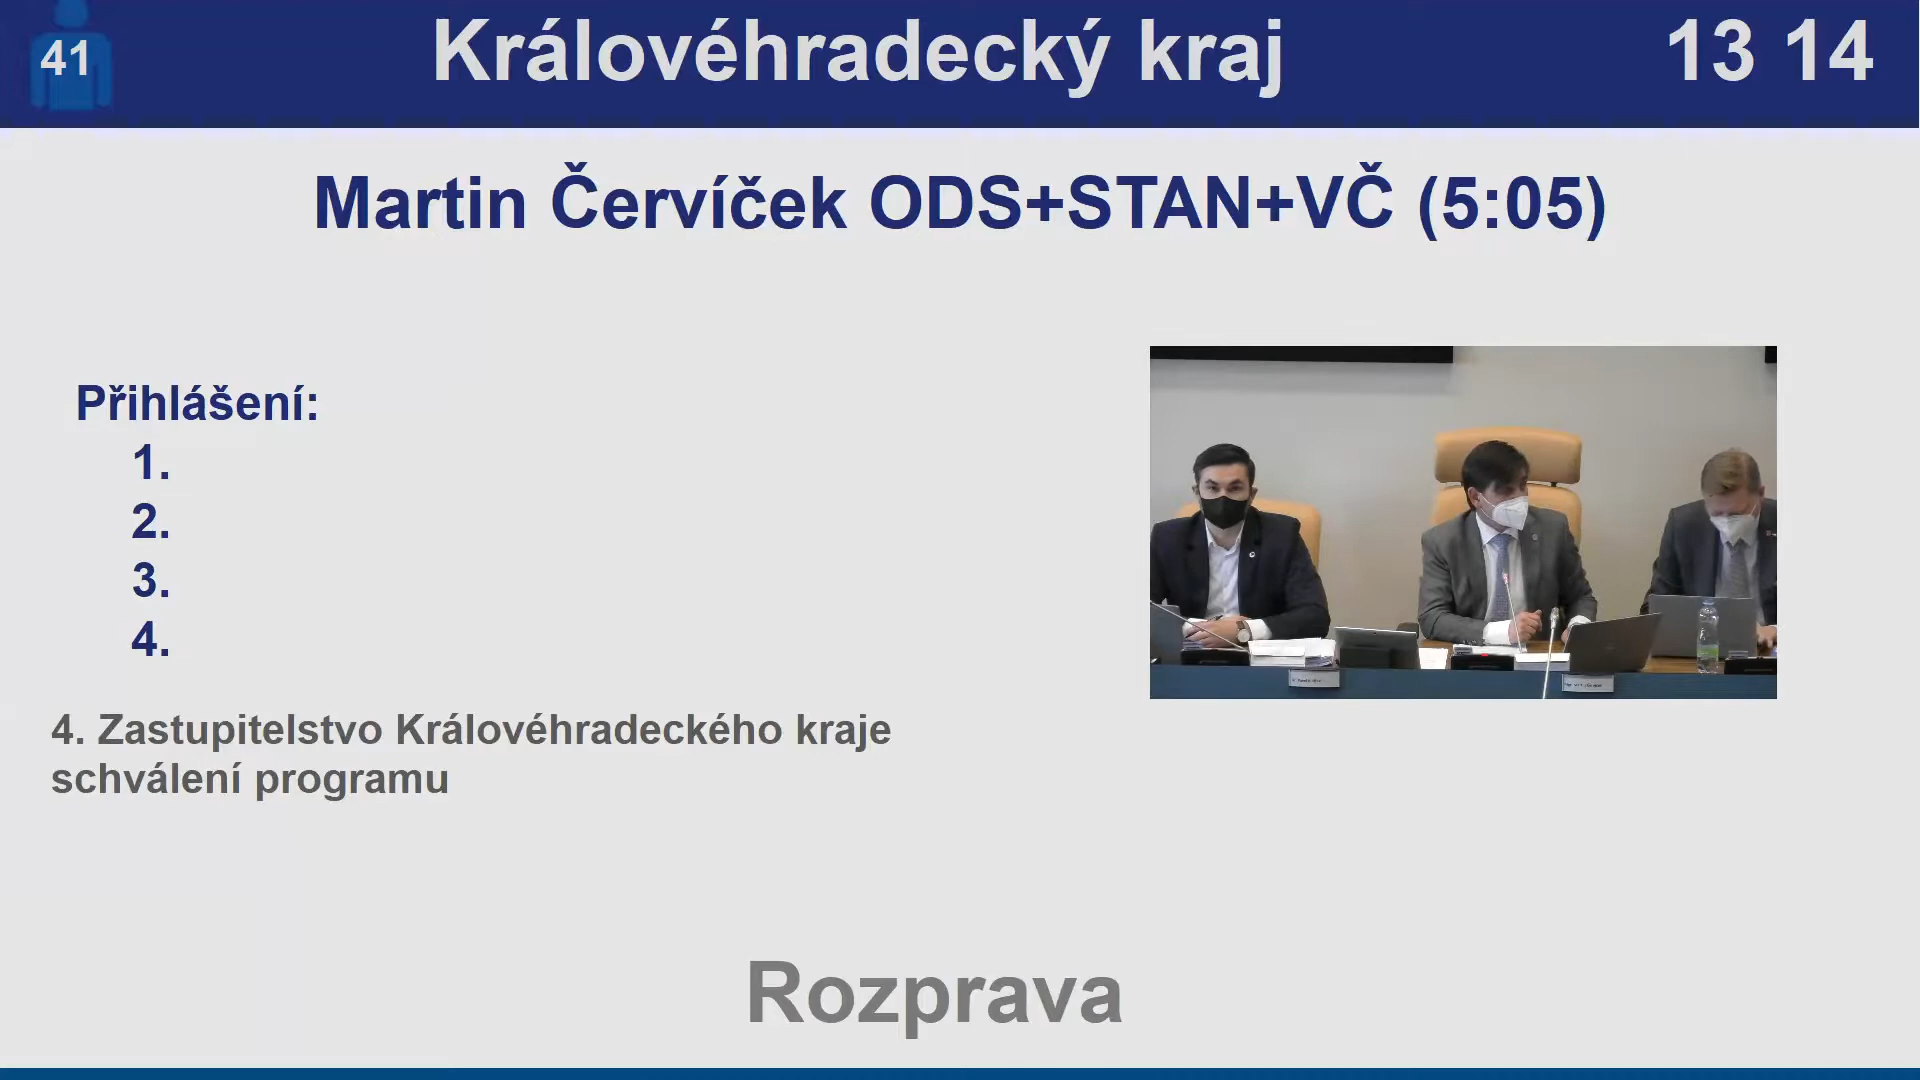 41
Královéhradecký kraj
13 14
Martin Červíček ODS+STAN+VČ (5:05)
Přihlášení:
1.
2.
3.
4.
4. Zastupitelstvo Královéhradeckého kraje
schválení programu
Rozprava